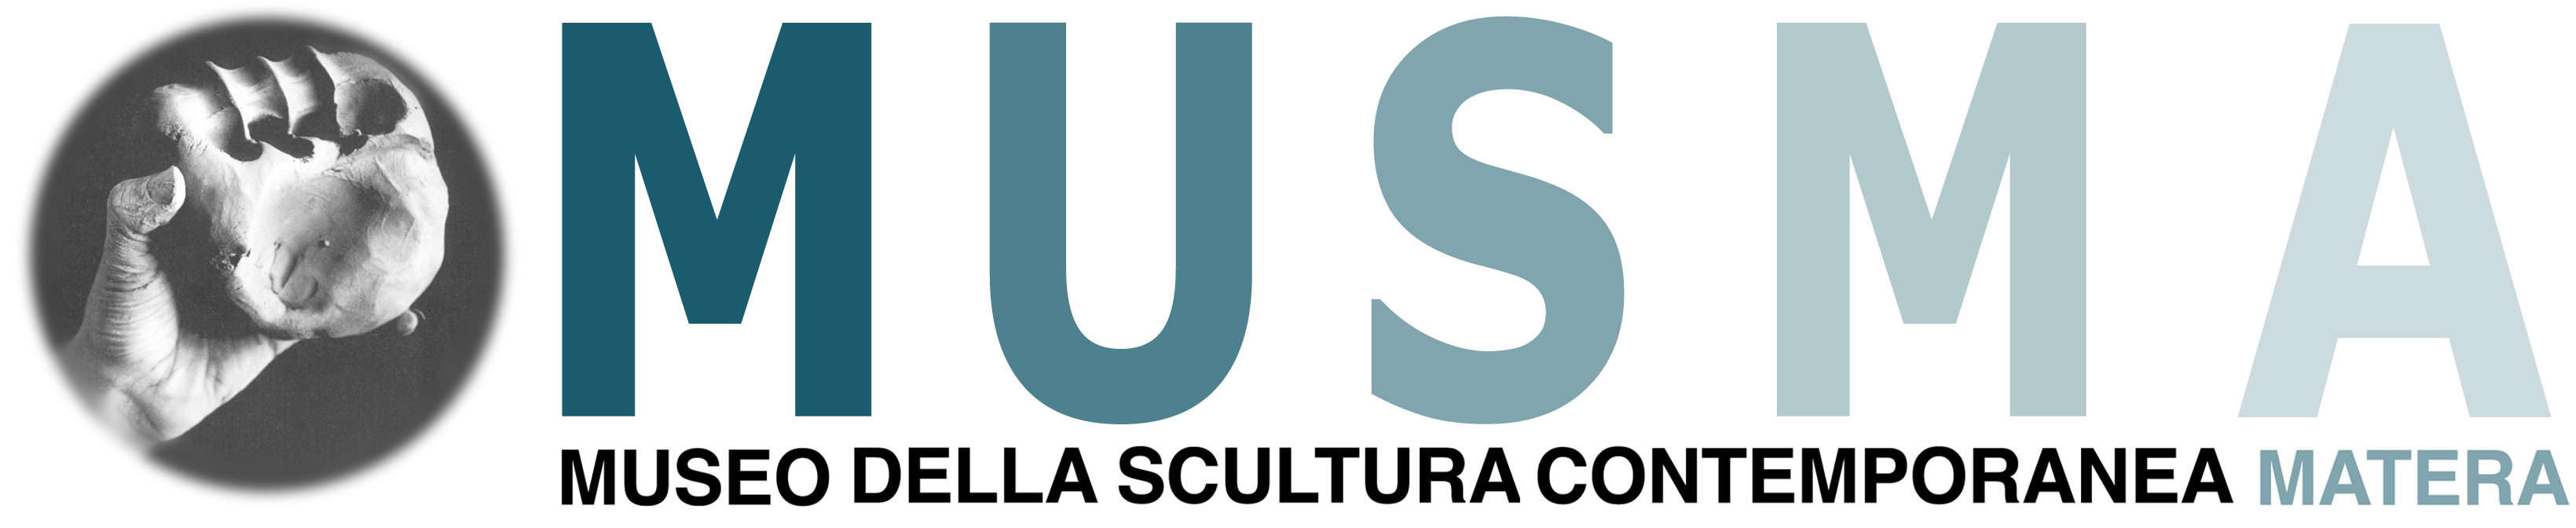 MUSMA
MUSEO DELLA SCULTURA CONTEMPORANEA MATERA